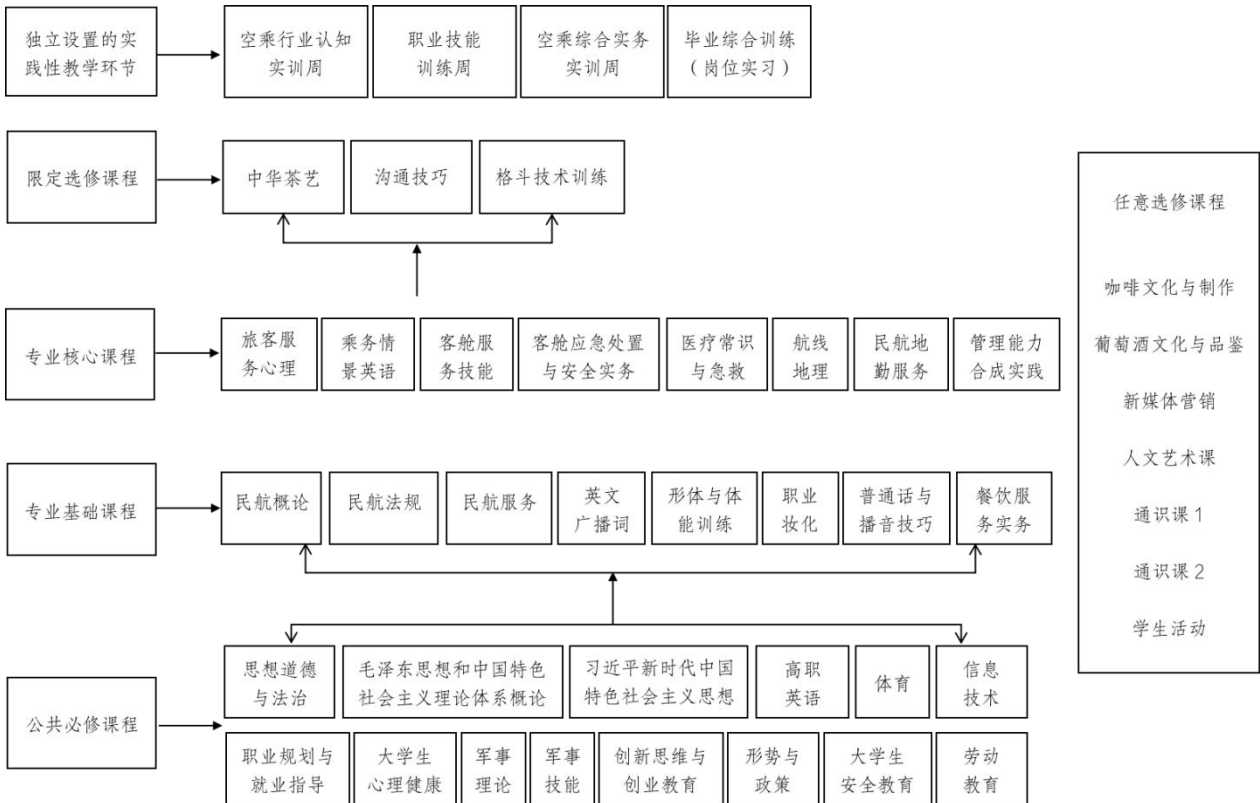 独立设置的实
践性教学环节
空乘行业认知
实训周
职业技能
训练周
空乘综合实务
实训周
毕业综合训练
（岗位实习）
限定选修课程
中华茶艺
沟通技巧
格斗技术训练
专业核心课程
旅客服
务心理
乘务情
景英语
客舱服
务技能
客舱应急处置
与安全实务
医疗常识
与急救
航线
地理
民航地
勤服务
管理能力
合成实践
专业基础课程
民航概论
民航法规
民航服务
英文
广播词
形体与体
能训练
职业
妆化
普通话与
播音技巧
餐饮服
务实务
公共必修课程
思想道德
与法治
毛泽东思想和中国特色
社会主义理论体系概论
习近平新时代中国
特色社会主义思想
高职
英语
体育
信息
技术
职业规划与
就业指导
大学生
心理健康
军事
理论
军事
技能
创新思维与
创业教育
形势与
政策
大学生
安全教育
劳动
教育
任意选修课程
咖啡文化与制作
葡萄酒文化与品鉴
新媒体营销
人文艺术课
通识课1
通识课2
学生活动